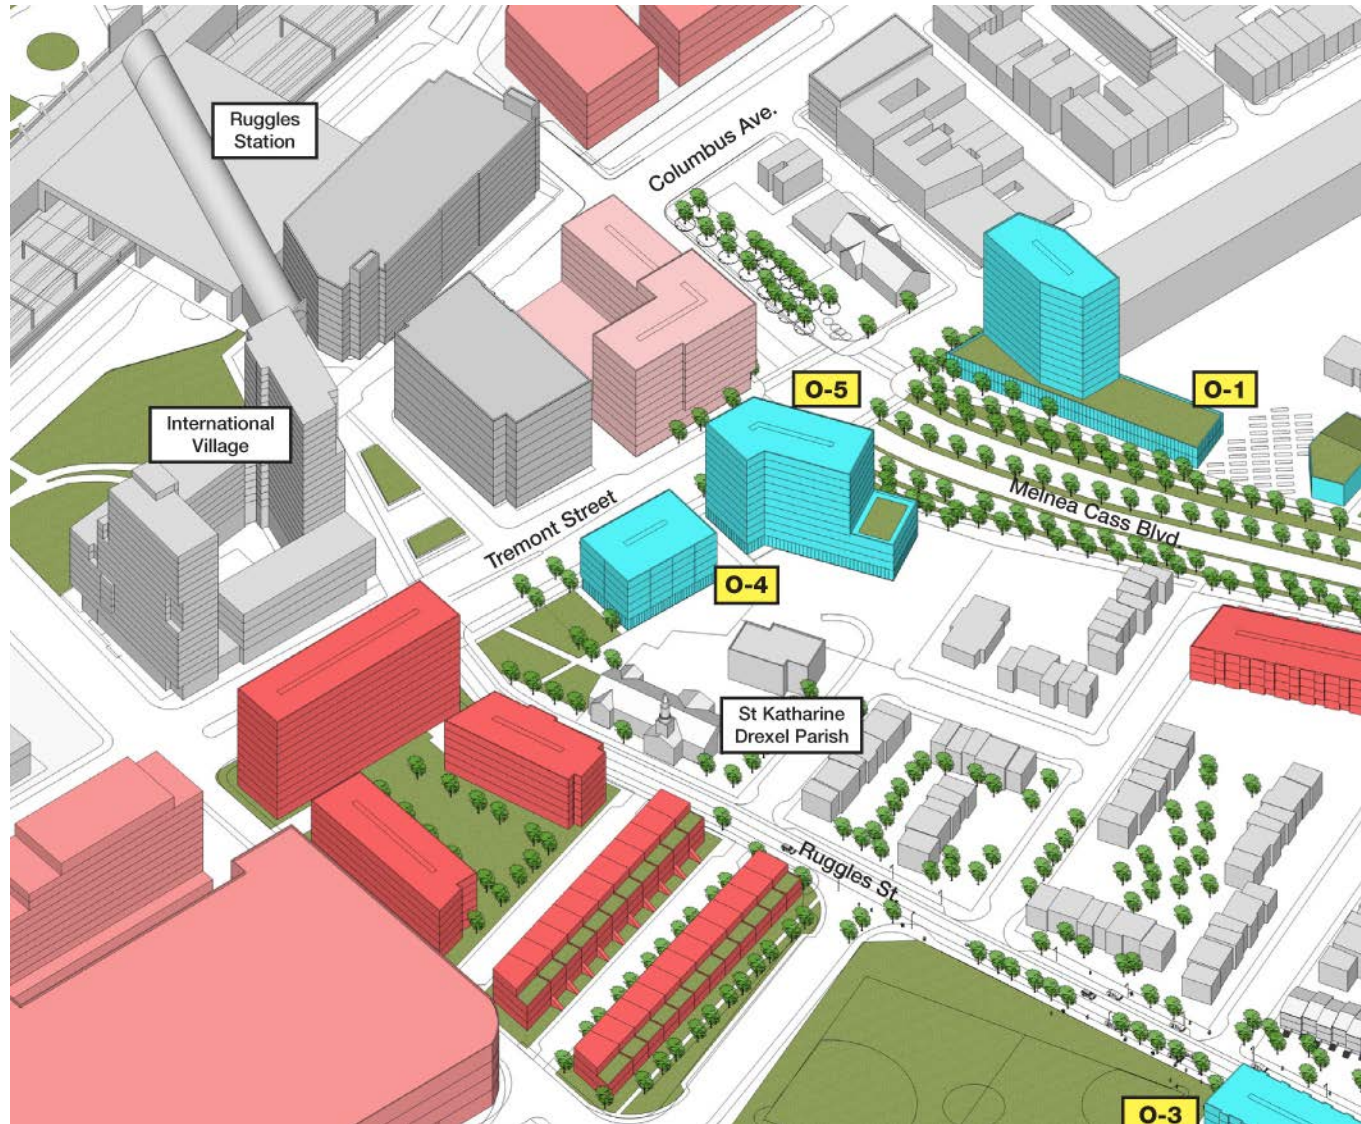 Ruggles
Station
Columbus Ave.
O-5
O-1
International
Village
Melnea Cass Blvd.
Tremont Street
O-4
St Katharine
Drexel Parish
Ruggles St.
O-3